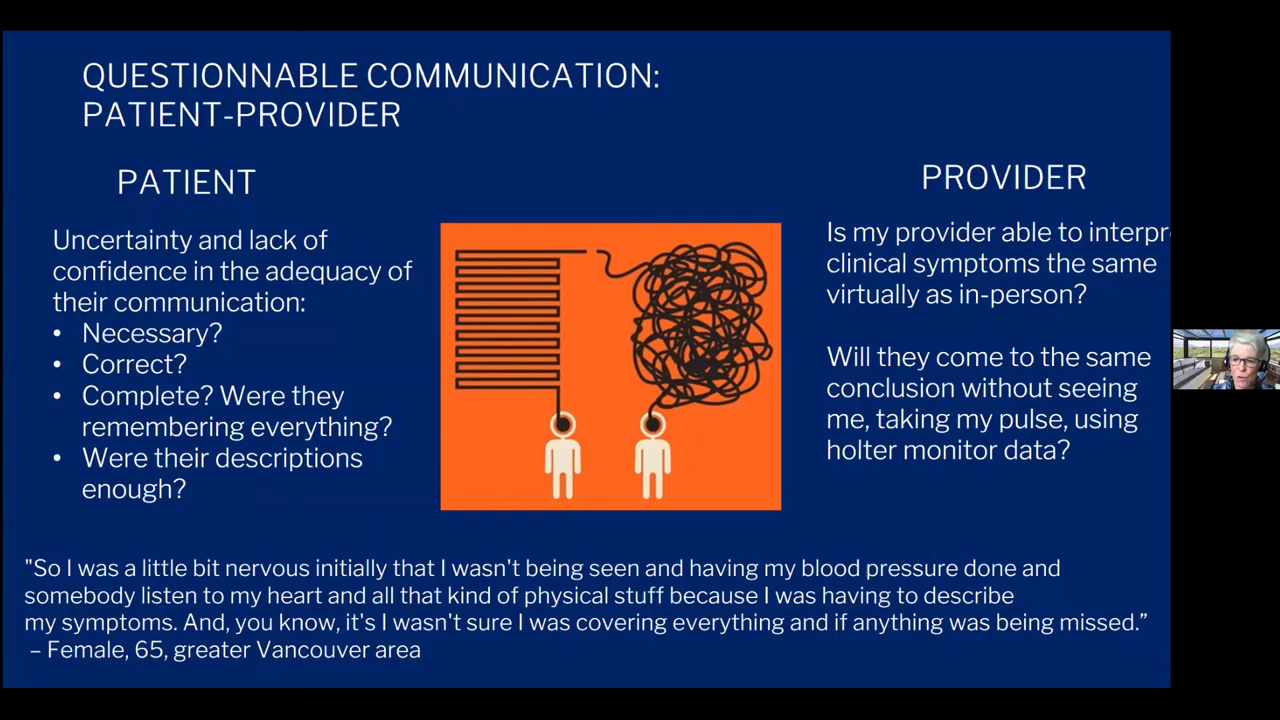 QUESTIONNABLE COMMUNICATION:
PATIENT-PROVIDER
PATIENT
Uncertainty and lack of
confidence in the adequacy of
their communication:
• Necessary?
• Correct?
• Complete? Were they
remembering everything?
• Were their descriptions
enough?
PROVIDER
Is my provider able to interpr
clinical symptoms the same
virtually as in-person?
Will they come to the same
conclusion without seeing
me, taking my pulse, using
holter monitor data?
"So I was a little bit nervous initially that I wasn't being seen and having my blood pressure done and
somebody listen to my heart and all that kind of physical stuff because I was having to describe
my symptoms. And, you know, it's I wasn't sure I was covering everything and if anything was being missed.”
– Female, 65, greater Vancouver area